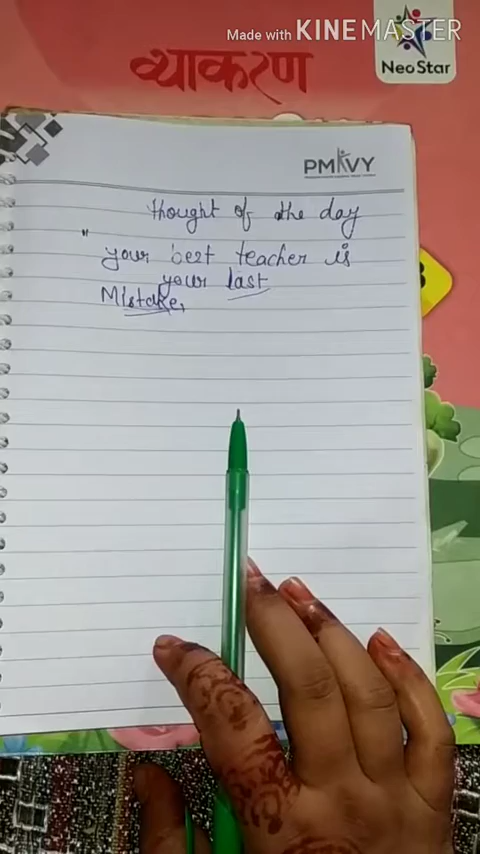 Made with KINEMASTER
व्याकरण
NeoStar
PMKVY
thought of the day
" your best teacher is
your last
Mistake,